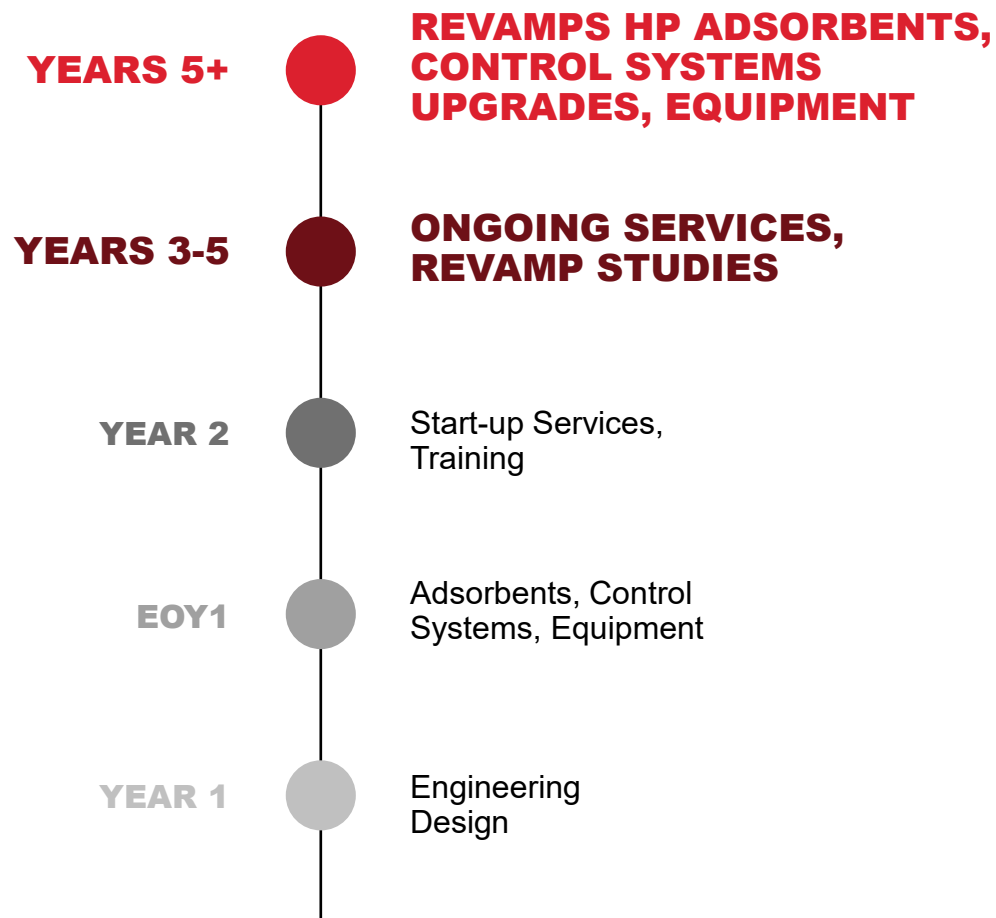 YEARS 5+
REVAMPS HP ADSORBENTS,
CONTROL SYSTEMS
UPGRADES, EQUIPMENT
YEARS 3-5
ONGOING SERVICES,
REVAMP STUDIES
YEAR 2
Start-up Services,
Training
EOY1
Adsorbents, Control
Systems, Equipment
YEAR 1
Engineering
Design